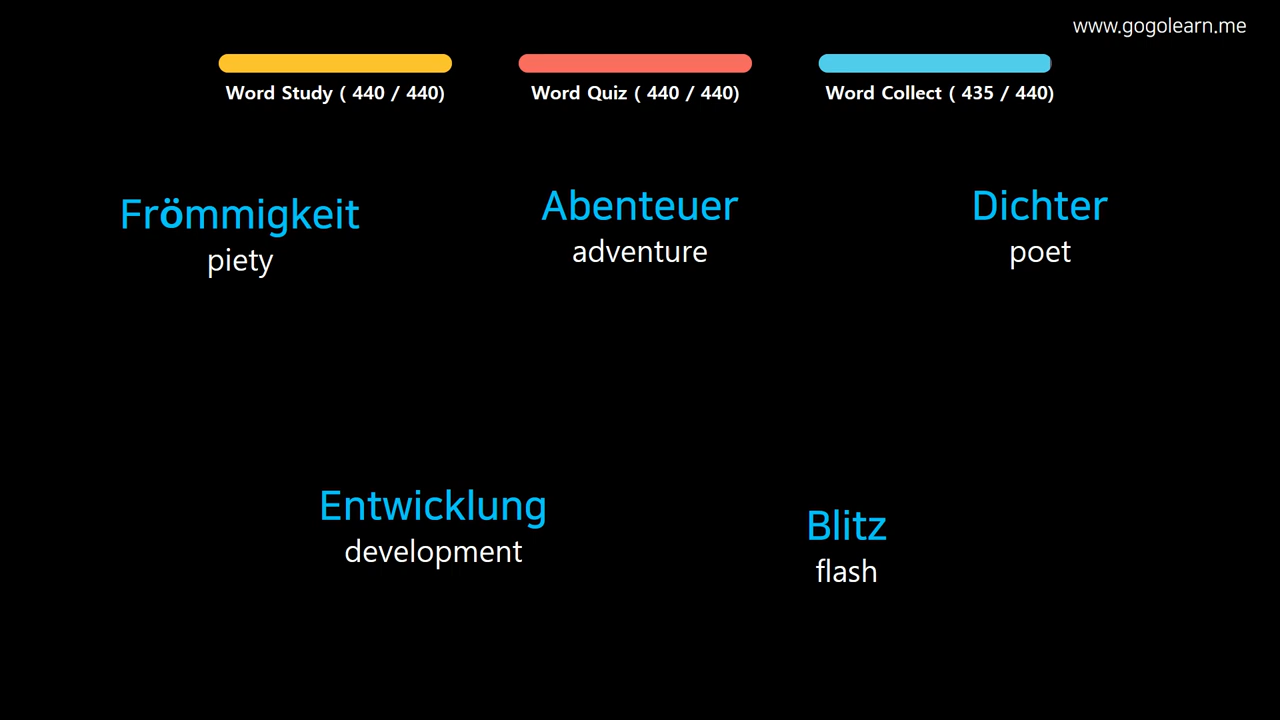 www.gogolearn.me
Word Study ( 440 / 440)
Word Quiz ( 440 / 440)
Word Collect ( 435 / 440)
Frömmigkeit
piety
Abenteuer
adventure
Dichter
poet
Entwicklung
development
Blitz
flash